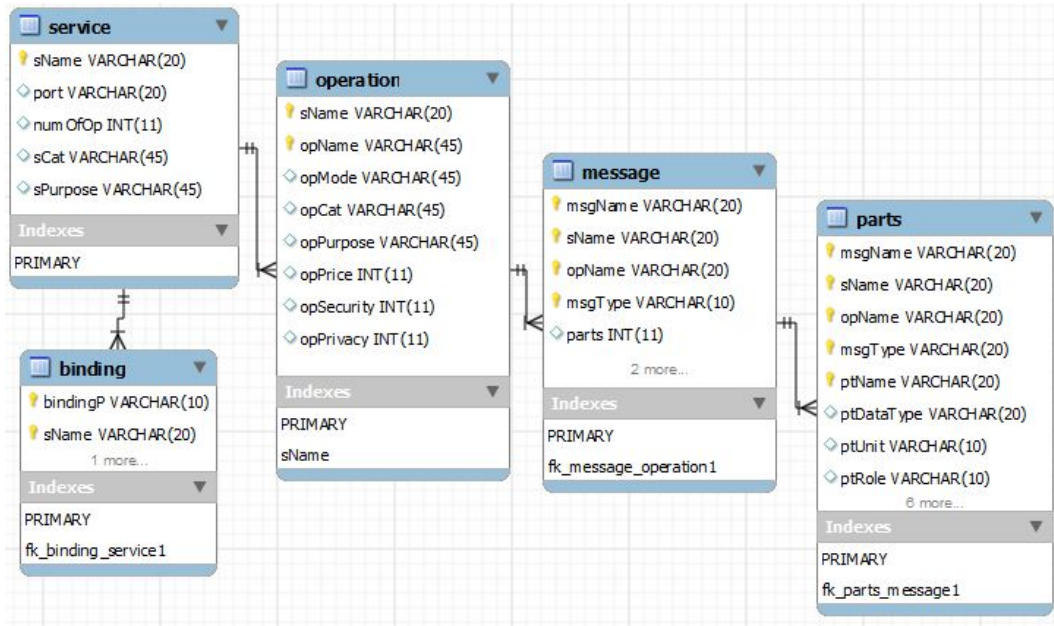 service
sName VARCHAR(20)
port VARCHAR(20)
numOfOp INT(11)
sCat VARCHAR(45)
sPurpose VARCHAR(45)
Indexes
PRIMARY
binding
bindingP VARCHAR(10)
sName VARCHAR(20)
1 more...
Indexes
PRIMARY
fk_binding_service1
operation
sName VARCHAR(20)
opName VARCHAR(45)
opMode VARCHAR(45)
opCat VARCHAR(45)
opPurpose VARCHAR(45)
opPrice INT(11)
opSecurity INT(11)
opPrivacy INT(11)
Indexes
PRIMARY
sName
message
msgName VARCHAR(20)
sName VARCHAR(20)
opName VARCHAR(20)
msgType VARCHAR(10)
parts INT(11)
2 more...
Indexes
PRIMARY
fk_message_operation1
parts
msgName VARCHAR(20)
sName VARCHAR(20)
opName VARCHAR(20)
msgType VARCHAR(20)
ptName VARCHAR(20)
ptDataType VARCHAR(20)
ptUnit VARCHAR(10)
ptRole VARCHAR(10)
6 more...
Indexes
PRIMARY
fk_parts_message1